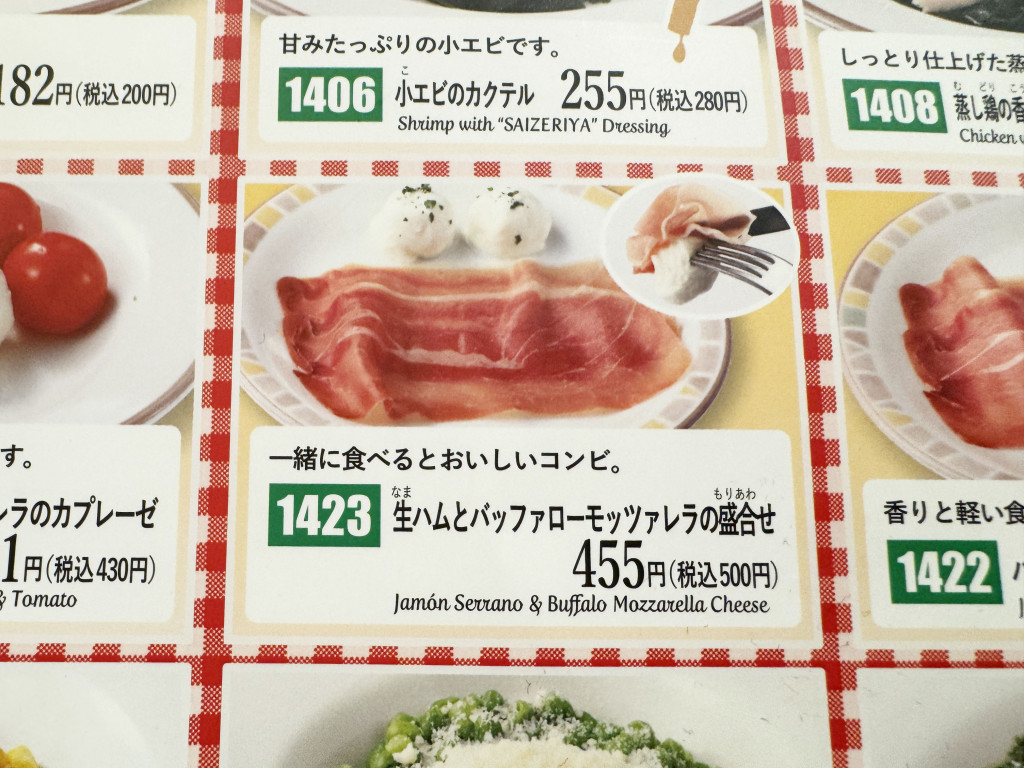 182円(税込200円)
甘みたっぷりの小エビです。
1406 小エビのカクテル 255円(税込280円)
Shrimp with "SAIZERIYA" Dressing
しっとり仕上げた蒸
1408 蒸し鶏の香
Chicken
す。
ラのカプレーゼ
1円(税込430円)
& Tomato
一緒に食べるとおいしいコンビ。
1423 生ハムとバッファローモッツァレラの盛合せ
455円(税込500円)
Jamón Serrano & Buffalo Mozzarella Cheese
香りと軽い食
1422